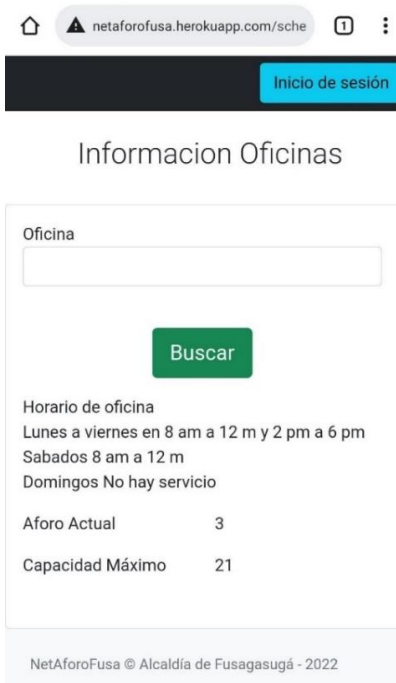 netaforofusa.herokuapp.com/sche
1
Inicio de sesión
Informacion Oficinas
Oficina
Buscar
Horario de oficina
Lunes a viernes en 8 am a 12 m y 2 pm a 6 pm
Sabados 8 am a 12 m
Domingos No hay servicio
Aforo Actual 3
Capacidad Máximo 21
NetAforoFusa © Alcaldía de Fusagasugá - 2022